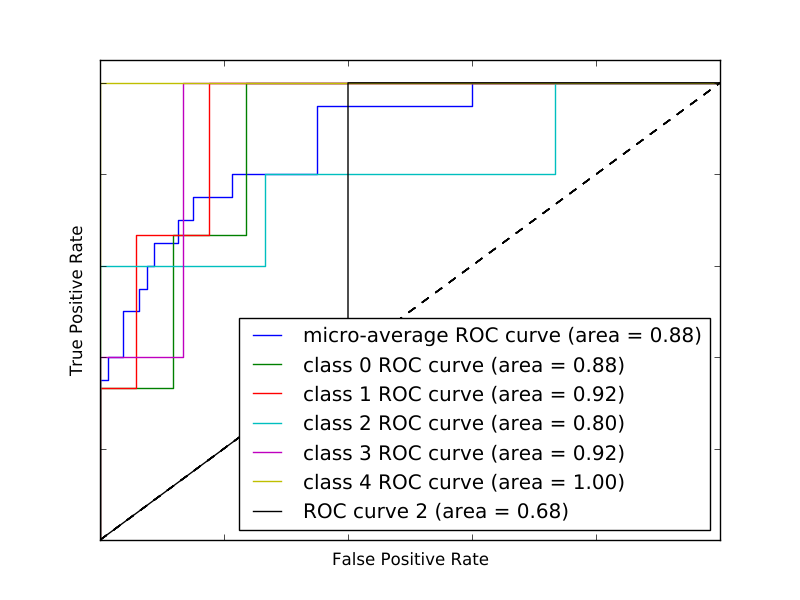 True Positive Rate
micro-average ROC curve (area = 0.88)
class 0 ROC curve (area = 0.88)
class 1 ROC curve (area = 0.92)
class 2 ROC curve (area = 0.80)
class 3 ROC curve (area = 0.92)
class 4 ROC curve (area = 1.00)
ROC curve 2 (area = 0.68)
False Positive Rate